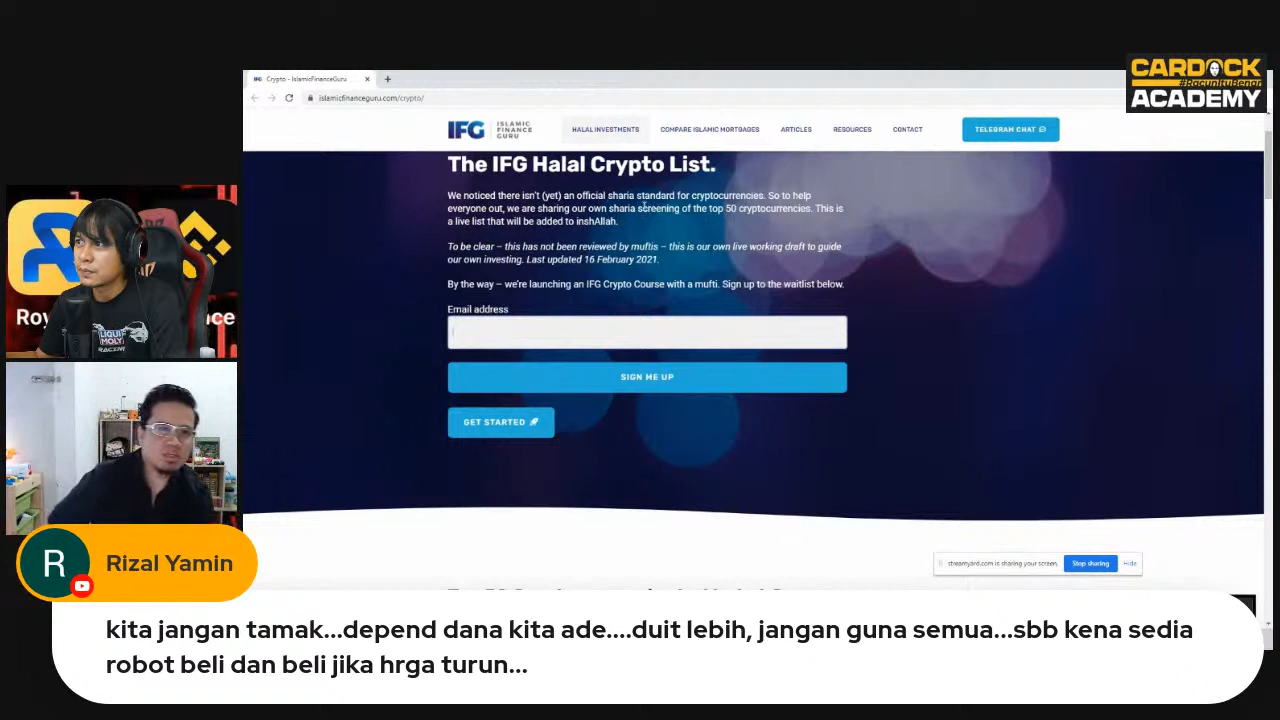 CARDOCK
#RacunItuBenar
ACADEMY
IFG Crypto - IslamicFinanceGuru
islamicfinanceguru.com/crypto/
IFG ISLAMIC
FINANCE
GURU
HALAL INVESTMENTS
COMPARE ISLAMIC MORTGAGES
ARTICLES
RESOURCES
CONTACT
TELEGRAM CHAT
The IFG Halal Crypto List.
We noticed there isn't (yet) an official sharia standard for cryptocurrencies. So to help
everyone out, we are sharing our own sharia screening of the top 50 cryptocurrencies. This is
a live list that will be added to inshAllah.
To be clear – this has not been reviewed by muftis – this is our own live working draft to guide
our own investing. Last updated 16 February 2021.
By the way – we're launching an IFG Crypto Course with a mufti. Sign up to the waitlist below.
Email address
SIGN ME UP
GET STARTED
Roy
ce
LIQUI
MOLY
RACING
streamyard.com is sharing your screen.
Stop sharing
Hide
R
Rizal Yamin
kita jangan tamak...depend dana kita ade....duit lebih, jangan guna semua...sbb kena sedia
robot beli dan beli jika hrga turun...